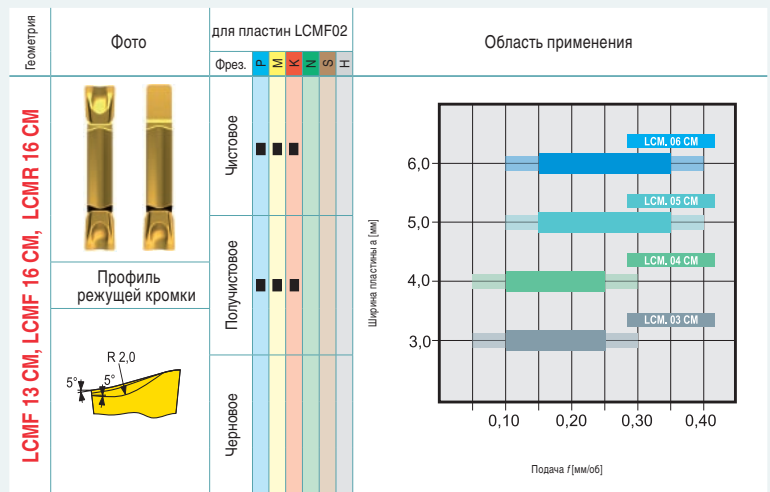 Геометрия
Фото
для пластин LCMF02
Фрез.
P
M
K
N
S
H
Область применения
LCMF 13 CM, LCMF 16 CM, LCMR 16 CM
Чистовое
Получистовое
Черновое
Профиль
режущей кромки
R 2,0
5°
5°
Ширина пластины a [мм]
6,0
5,0
4,0
3,0
LCM. 06 CM
LCM. 05 CM
LCM. 04 CM
LCM. 03 CM
0,10
0,20
0,30
0,40
Подача f [мм/об]